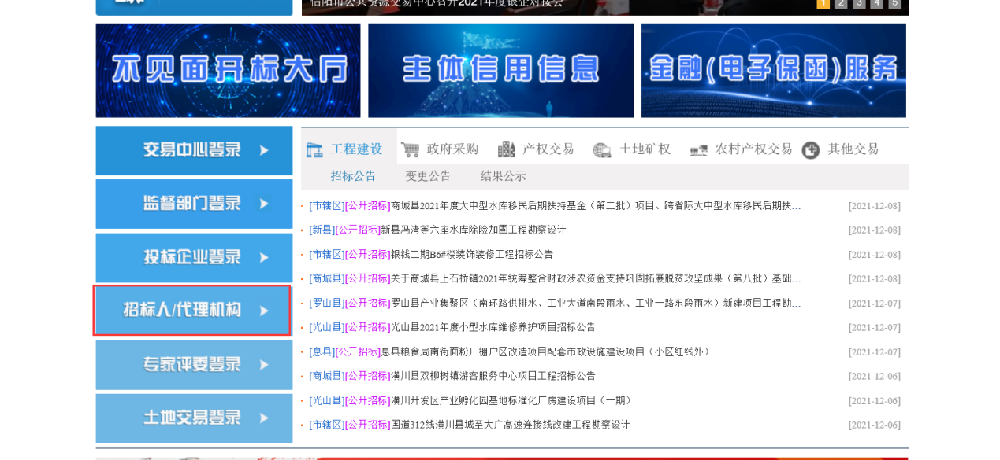 信阳市公共资源交易中心召开2021年度银企对接会
1 2 3 4 5
不见面开标大厅
主体信用信息
金融(电子保函)服务
交易中心登录
监督部门登录
投标企业登录
招标人/代理机构
专家评委登录
土地交易登录
工程建设 政府采购 产权交易 土地矿权 农村产权交易 其他交易
招标公告 变更公告 结果公示
[市辖区][公开招标]商城县2021年度大中型水库移民后期扶持基金（第二批）项目、跨省际大中型水库移民后期扶... [2021-12-08]
[新县][公开招标]新县冯湾等六座水库除险加固工程勘察设计 [2021-12-08]
[市辖区][公开招标]银钱二期B6#楼装饰装修工程招标公告 [2021-12-08]
[商城县][公开招标]关于商城县上石桥镇2021年统筹整合财政涉农资金支持巩固拓展脱贫攻坚成果（第八批）基础... [2021-12-08]
[罗山县][公开招标]罗山县产业集聚区（南环路供排水、工业大道南段雨水、工业一路东段雨水）新建项目工程勘... [2021-12-07]
[光山县][公开招标]光山县2021年度小型水库维修养护项目招标公告 [2021-12-07]
[息县][公开招标]息县粮食局南街面粉厂棚户区改造项目配套市政设施建设项目（小区红线外） [2021-12-07]
[商城县][公开招标]潢川县双柳树镇游客服务中心项目工程招标公告 [2021-12-06]
[光山县][公开招标]潢川开发区产业孵化园基地标准化厂房建设项目（一期） [2021-12-06]
[市辖区][公开招标]国道312线潢川县城至大广高速连接线改建工程勘察设计 [2021-12-06]